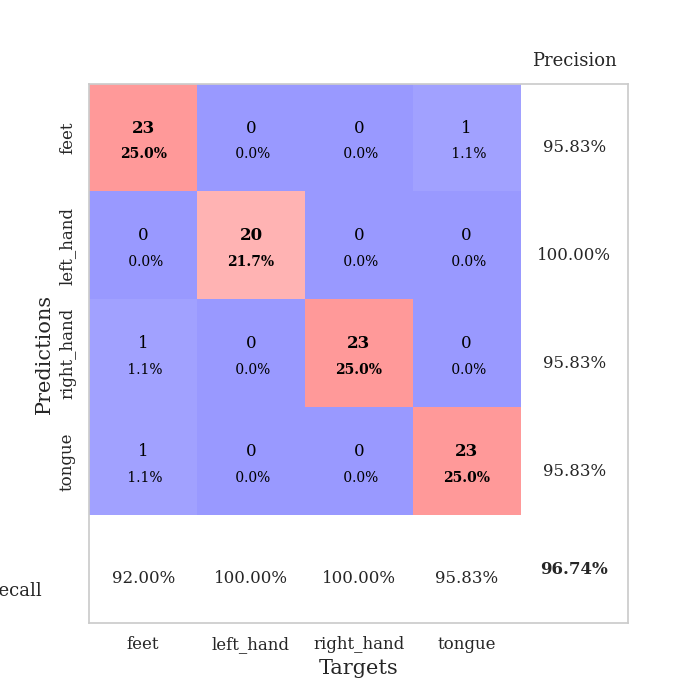 Precision
feet 23 0 0 1 95.83%
25.0% 0.0% 0.0% 1.1%
left_hand 0 20 0 0 100.00%
0.0% 21.7% 0.0% 0.0%
right_hand 1 0 23 0 95.83%
1.1% 0.0% 25.0% 0.0%
tongue 1 0 0 23 95.83%
1.1% 0.0% 0.0% 25.0%
Predictions
ecall 92.00% 100.00% 100.00% 95.83% 96.74%
feet left_hand right_hand tongue
Targets